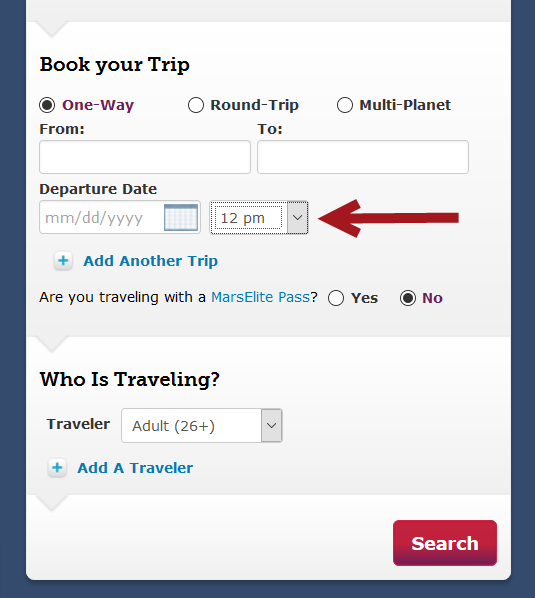 Book your Trip
One-Way Round-Trip Multi-Planet
From: To:
Departure Date
mm/dd/yyyy 12 pm
Add Another Trip
Are you traveling with a MarsElite Pass? Yes No
Who Is Traveling?
Traveler Adult (26+)
Add A Traveler
Search